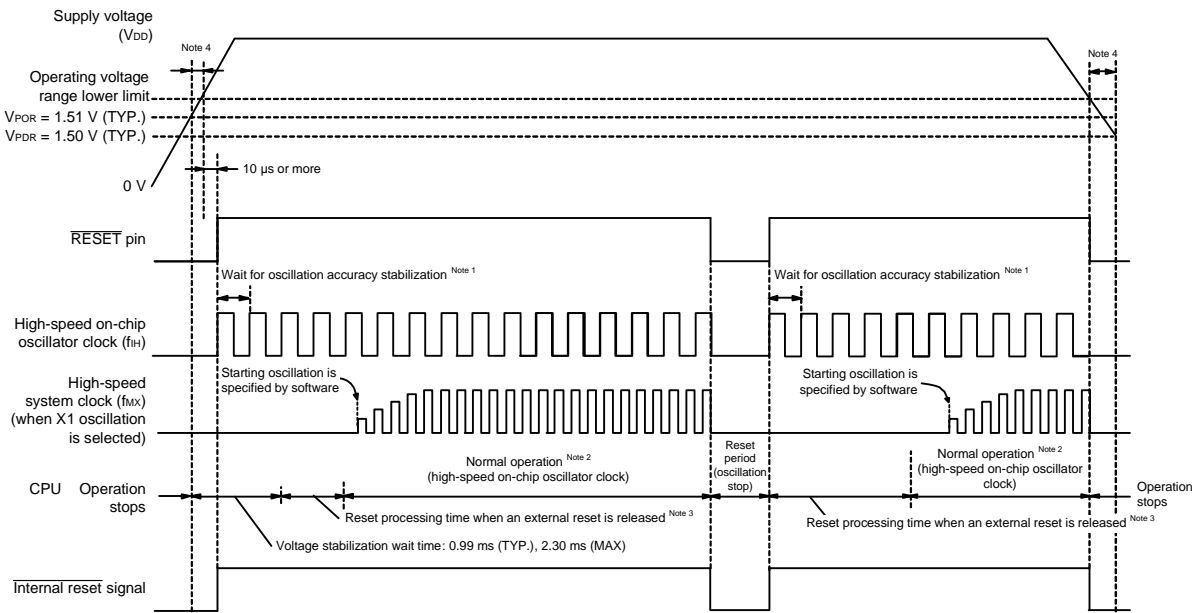 Supply voltage
(VDD)
Note 4
Note 4
Operating voltage
range lower limit
VPOR = 1.51 V (TYP.)
VPDR = 1.50 V (TYP.)
10 μs or more
0 V
RESET pin
Wait for oscillation accuracy stabilization Note 1
Wait for oscillation accuracy stabilization Note 1
High-speed on-chip
oscillator clock (fIH)
Starting oscillation is
specified by software
Starting oscillation is
specified by software
High-speed
system clock (fMX)
(when X1 oscillation
is selected)
Reset
period
(oscillation
stop)
Normal operation Note 2
(high-speed on-chip oscillator clock)
Normal operation Note 2
(high-speed on-chip oscillator
clock)
CPU Operation
stops
Operation
stops
Reset processing time when an external reset is released Note 3
Reset processing time when an external reset is released Note 3
Voltage stabilization wait time: 0.99 ms (TYP.), 2.30 ms (MAX)
Internal reset signal